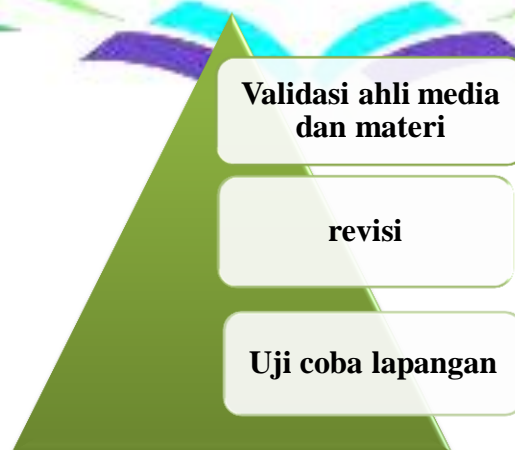 Validasi ahli media
dan materi
revisi
Uji coba lapangan